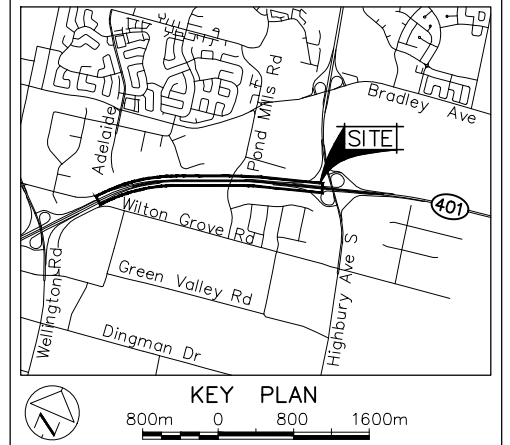 Bradley Ave
Pond Mills Rd
Adelaide
SITE
401
Wilton Grove Rd
Wellington Rd
Green Valley Rd
Highbury Ave S
Dingman Dr
KEY PLAN
N
800m 0 800 1600m